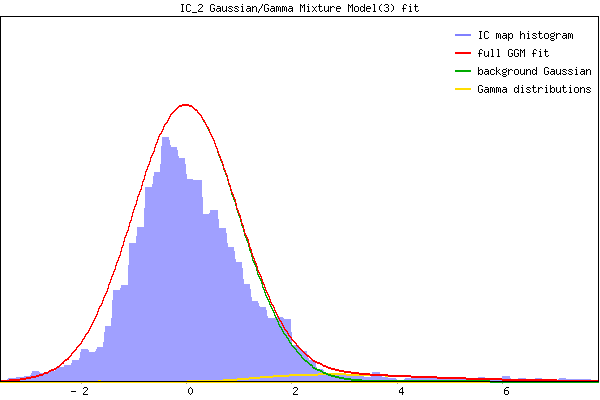 IC_2 Gaussian/Gamma Mixture Model(3) fit
IC map histogram
full GGM fit
background Gaussian
Gamma distributions
-2 0 2 4 6